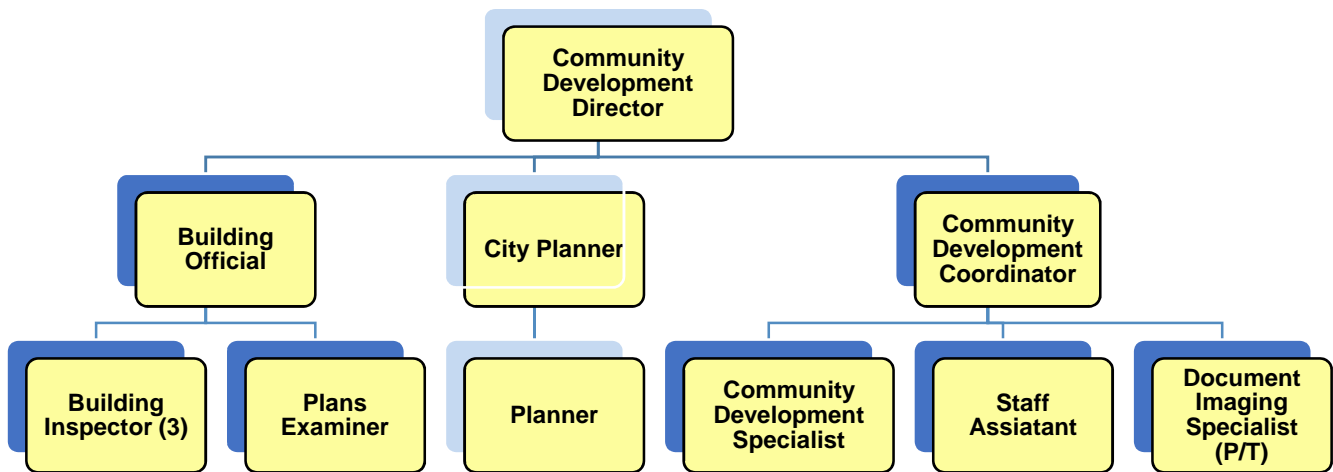 Community
Development
Director
Building
Official
City Planner
Community
Development
Coordinator
Building
Inspector (3)
Plans
Examiner
Planner
Community
Development
Specialist
Staff
Assiatant
Document
Imaging
Specialist
(P/T)